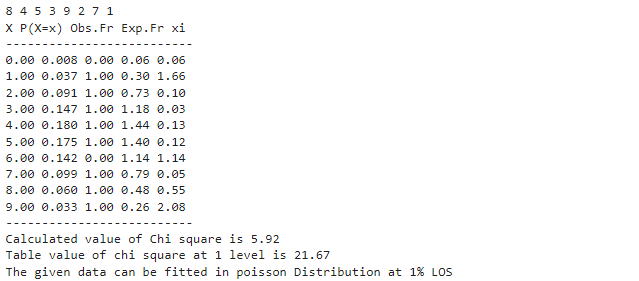 8 4 5 3 9 2 7 1
X P(X=x) Obs.Fr Exp.Fr xi
--------------------------
0.00 0.008 0.00 0.06 0.06
1.00 0.037 1.00 0.30 1.66
2.00 0.091 1.00 0.73 0.10
3.00 0.147 1.00 1.18 0.03
4.00 0.180 1.00 1.44 0.13
5.00 0.175 1.00 1.40 0.12
6.00 0.142 0.00 1.14 1.14
7.00 0.099 1.00 0.79 0.05
8.00 0.060 1.00 0.48 0.55
9.00 0.033 1.00 0.26 2.08
--------------------------
Calculated value of Chi square is 5.92
Table value of chi square at 1 level is 21.67
The given data can be fitted in poisson Distribution at 1% LOS